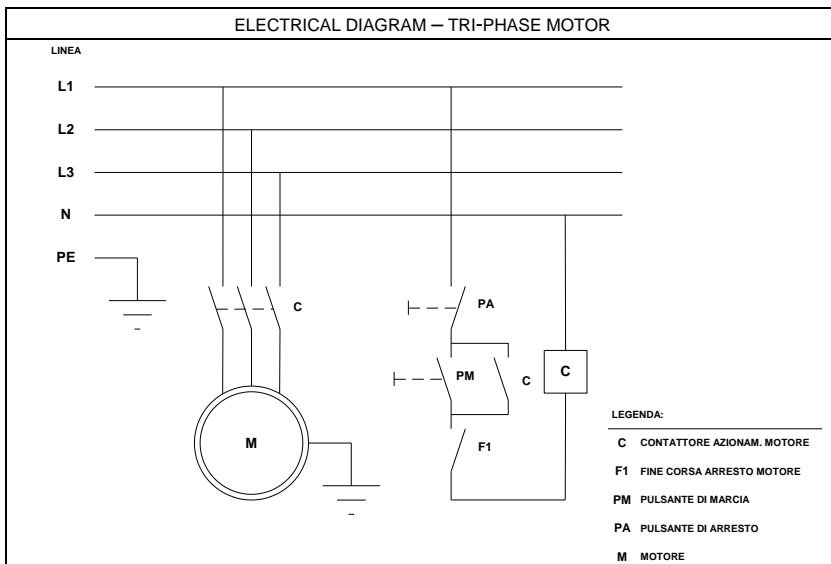 ELECTRICAL DIAGRAM – TRI-PHASE MOTOR
LINEA
L1
L2
L3
N
PE
C
PA
PM
C
C
F1
M
LEGENDA:
C CONTATTORE AZIONAM. MOTORE
F1 FINE CORSA ARRESTO MOTORE
PM PULSANTE DI MARCIA
PA PULSANTE DI ARRESTO
M MOTORE